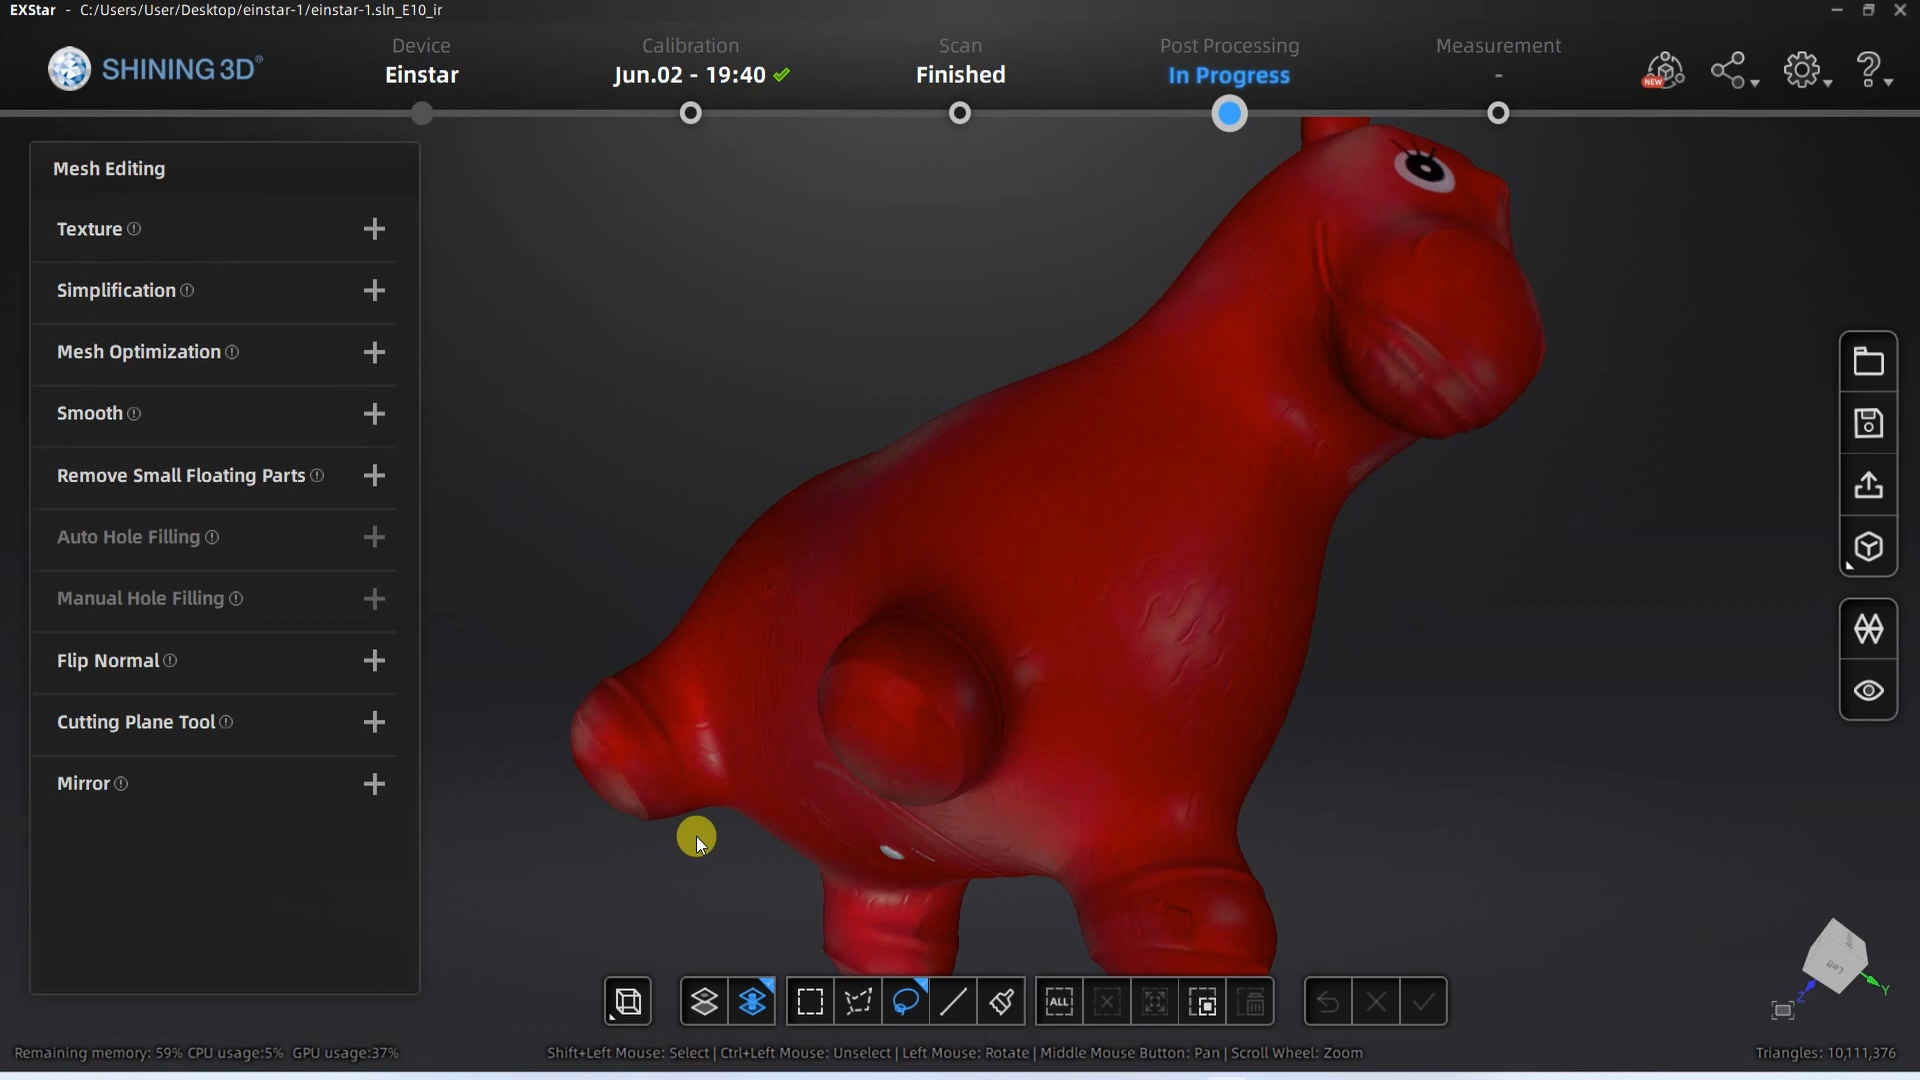 EXStar - C:/Users/User/Desktop/einstar-1/einstar-1.sln_E10_ir
SHINING 3D®
Device
Einstar
Calibration
Jun.02 - 19:40
Scan
Finished
Post Processing
In Progress
Measurement
-
NEW
Mesh Editing
Texture
Simplification
Mesh Optimization
Smooth
Remove Small Floating Parts
Auto Hole Filling
Manual Hole Filling
Flip Normal
Cutting Plane Tool
Mirror
ALL
Left
Z
Y
Remaining memory: 59% CPU usage:5% GPU usage:37%
Shift+Left Mouse: Select | Ctrl+Left Mouse: Unselect | Left Mouse: Rotate | Middle Mouse Button: Pan | Scroll Wheel: Zoom
Triangles: 10,111,376